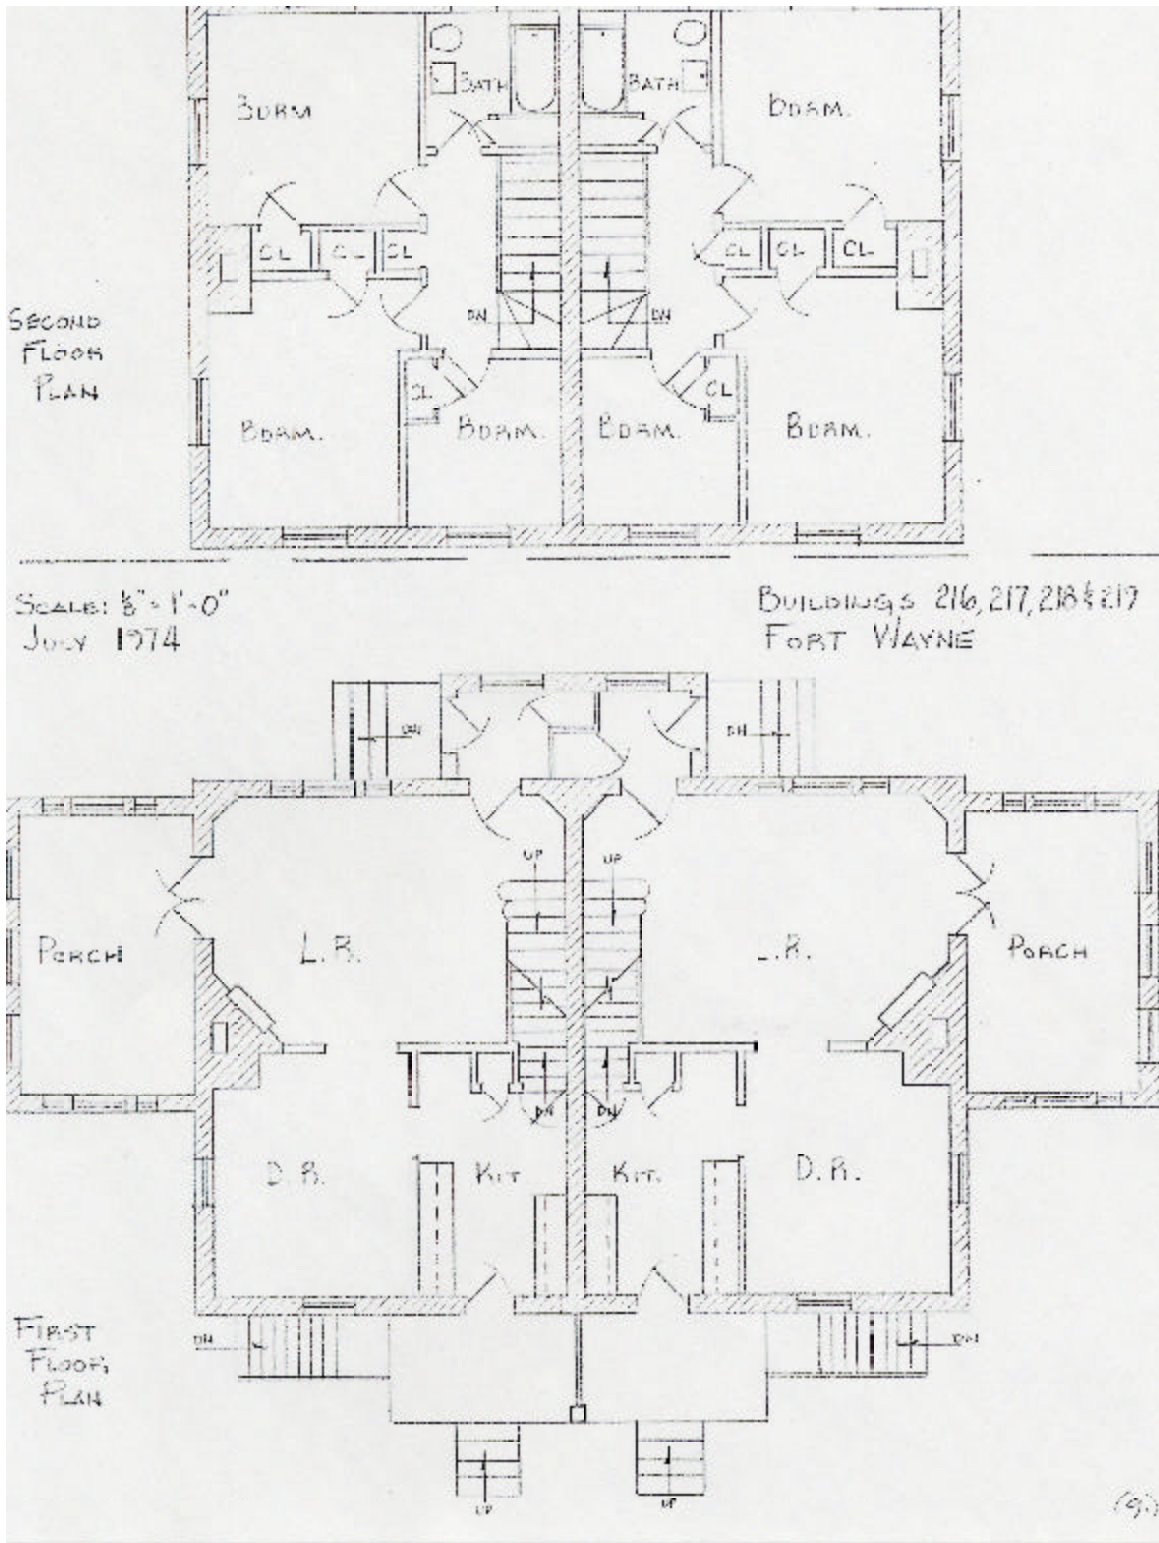 BATH
BATH
BDRM
BDRM.
CL
CL
CL
CL
CL
CL
DN
DN
SECOND
FLOOR
PLAN
CL
CL
BDRM.
BDRM.
BDRM.
BDRM.
SCALE: ⅛" = 1'-0"
JULY 1974
BUILDINGS 216, 217, 218 & 219
FORT WAYNE
DN
DN
UP
UP
PORCH
L.R.
L.R.
PORCH
DN
DN
D.R.
KIT
KIT.
D.R.
FIRST
FLOOR
PLAN
DN
DN
UP
UP